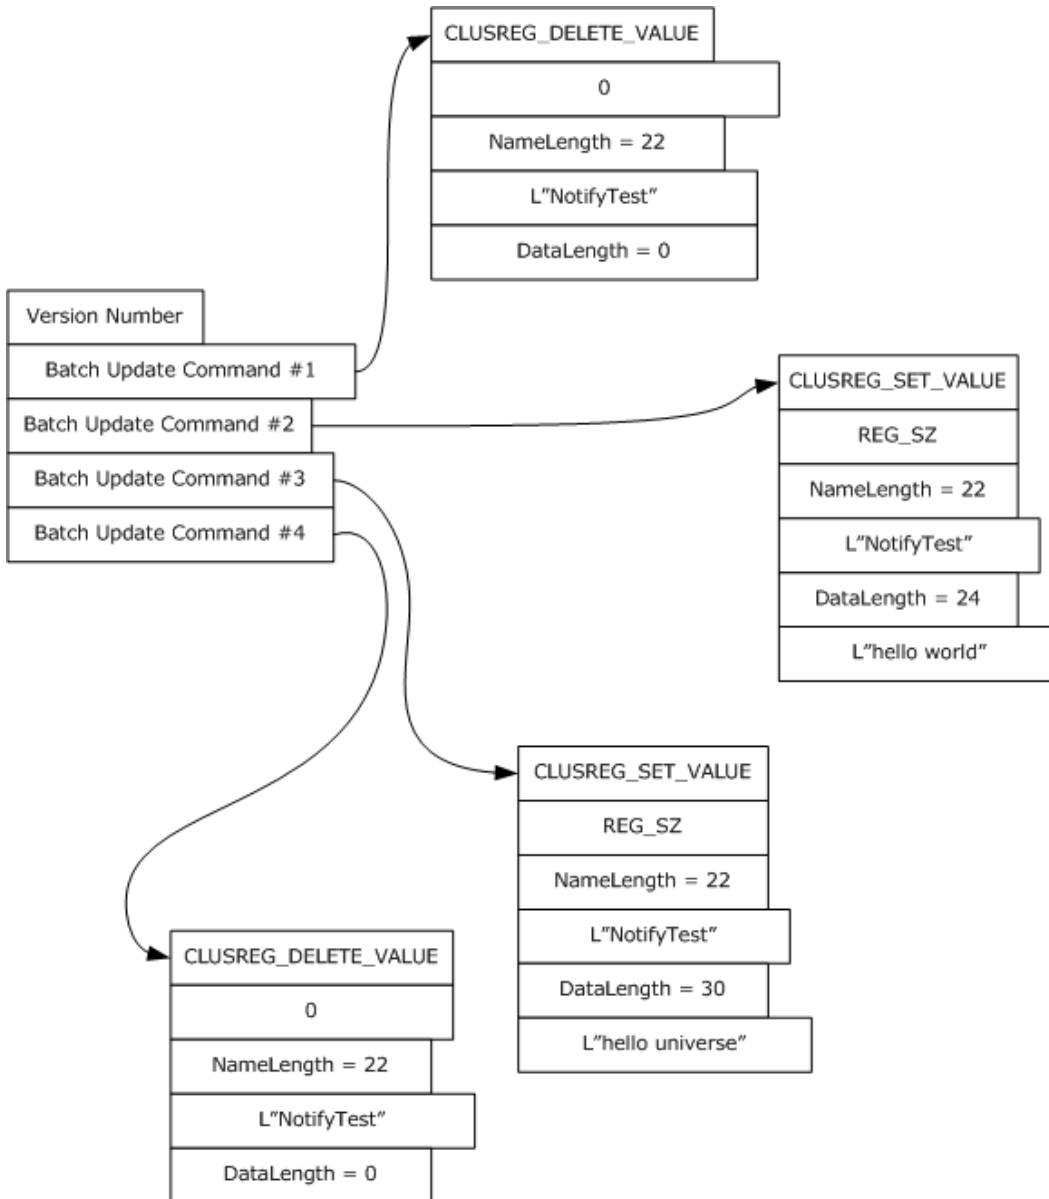 CLUSREG_DELETE_VALUE
0
NameLength = 22
L”NotifyTest”
DataLength = 0
Version Number
Batch Update Command #1
Batch Update Command #2
Batch Update Command #3
Batch Update Command #4
CLUSREG_SET_VALUE
REG_SZ
NameLength = 22
L”NotifyTest”
DataLength = 24
L”hello world”
CLUSREG_SET_VALUE
REG_SZ
NameLength = 22
L”NotifyTest”
DataLength = 30
L”hello universe”
CLUSREG_DELETE_VALUE
0
NameLength = 22
L”NotifyTest”
DataLength = 0